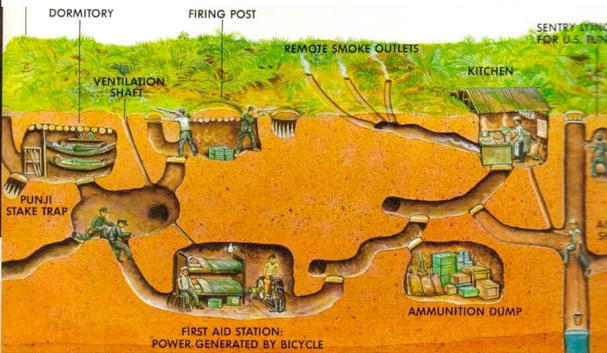 DORMITORY
FIRING POST
SENTRY
FOR U.S.
REMOTE SMOKE OUTLETS
VENTILATION
SHAFT
KITCHEN
PUNJI
STAKE TRAP
AMMUNITION DUMP
FIRST AID STATION:
POWER GENERATED BY BICYCLE